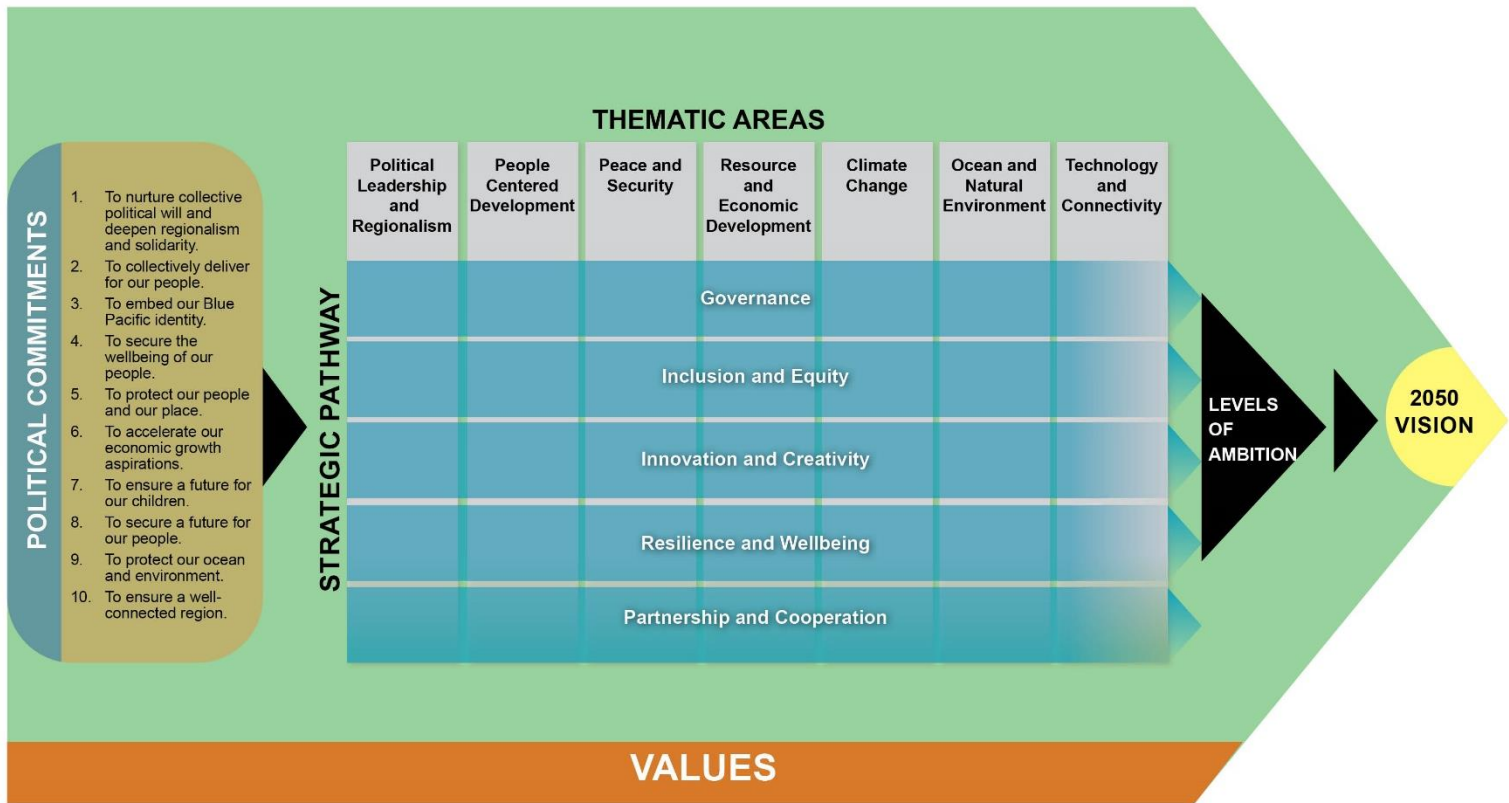 POLITICAL COMMITMENTS
1. To nurture collective
political will and
deepen regionalism
and solidarity.
2. To collectively deliver
for our people.
3. To embed our Blue
Pacific identity.
4. To secure the
wellbeing of our
people.
5. To protect our people
and our place.
6. To accelerate our
economic growth
aspirations.
7. To ensure a future for
our children.
8. To secure a future for
our people.
9. To protect our ocean
and environment.
10. To ensure a well-
connected region.
STRATEGIC PATHWAY
THEMATIC AREAS
Political
Leadership
and
Regionalism
People
Centered
Development
Peace and
Security
Resource
and
Economic
Development
Climate
Change
Ocean and
Natural
Environment
Technology
and
Connectivity
Governance
Inclusion and Equity
Innovation and Creativity
Resilience and Wellbeing
Partnership and Cooperation
LEVELS
OF
AMBITION
2050
VISION
VALUES